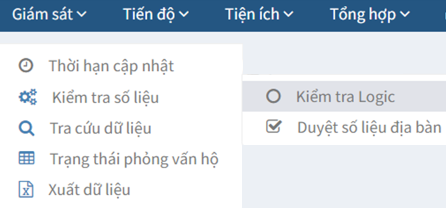 Giám sát Tiến độ Tiện ích Tổng hợp
Thời hạn cập nhật
Kiểm tra số liệu
Kiểm tra Logic
Tra cứu dữ liệu
Duyệt số liệu địa bàn
Trạng thái phỏng vấn hộ
Xuất dữ liệu